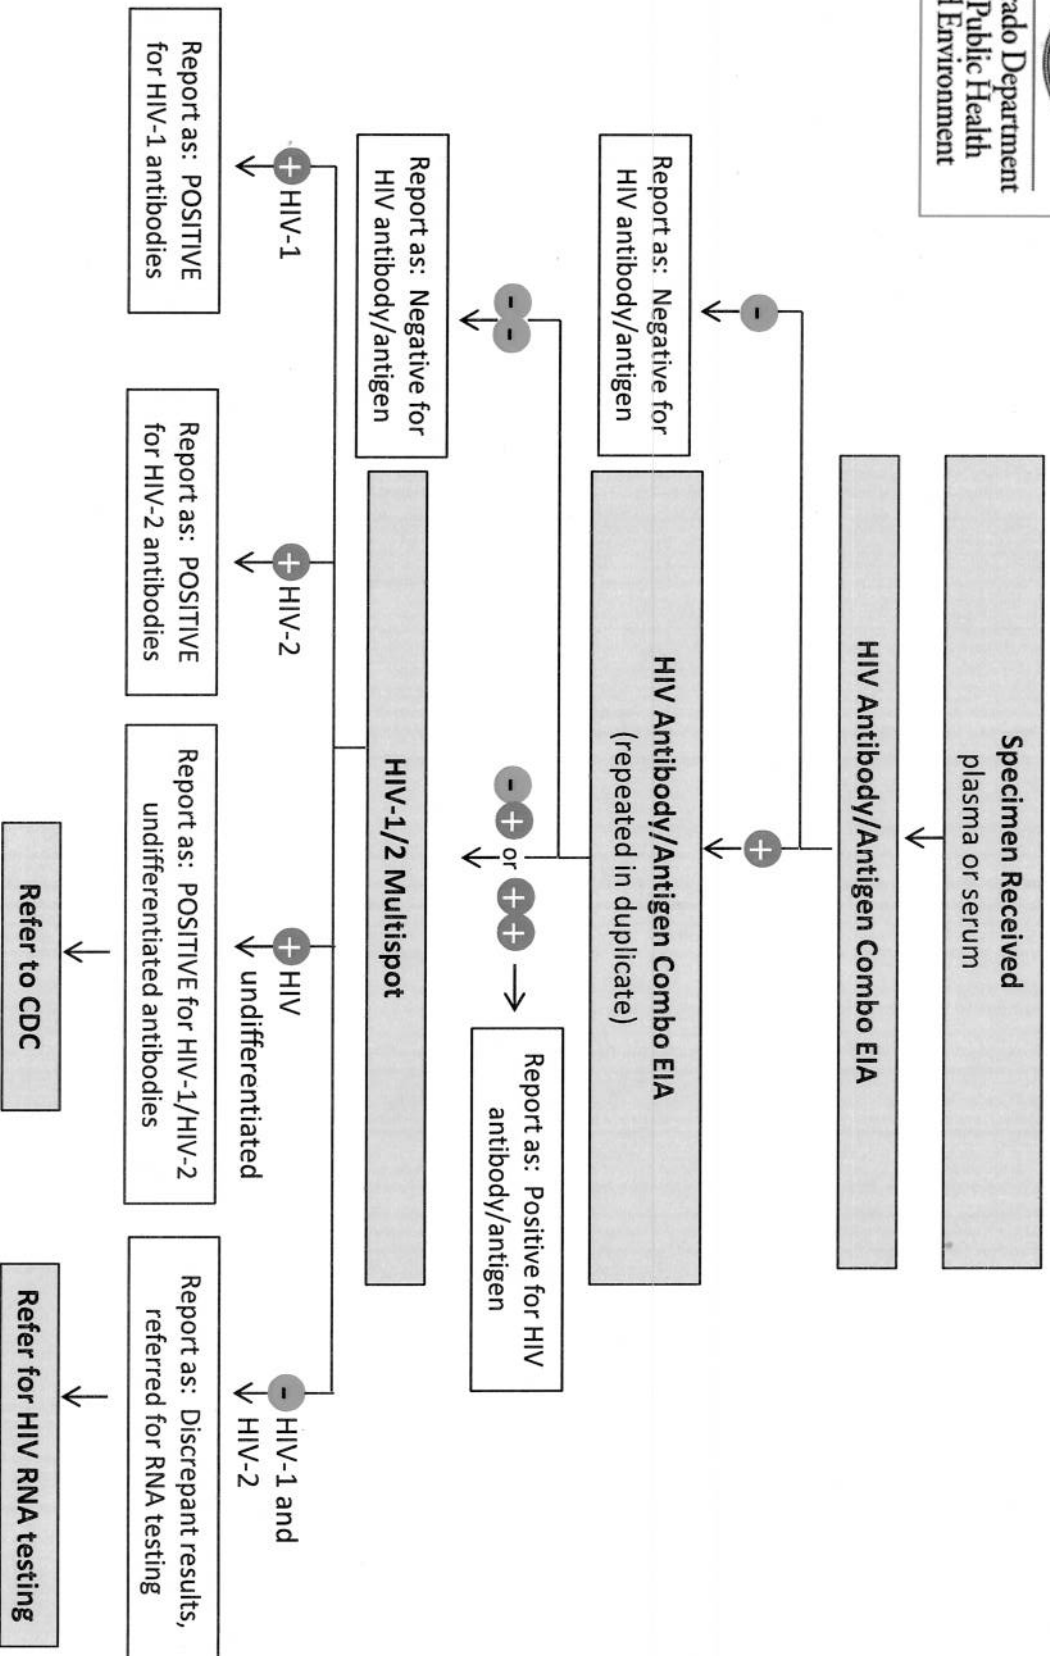 rado Department
Public Health
Environment
Specimen Received
plasma or serum
HIV Antibody/Antigen Combo EIA
-
+
Report as: Negative for
HIV antibody/antigen
HIV Antibody/Antigen Combo EIA
(repeated in duplicate)
- -
- + or + +
Report as: Positive for HIV
antibody/antigen
Report as: Negative for
HIV antibody/antigen
HIV-1/2 Multispot
+ HIV-1
+ HIV-2
+ HIV
undifferentiated
- HIV-1 and
HIV-2
Report as: POSITIVE
for HIV-1 antibodies
Report as: POSITIVE
for HIV-2 antibodies
Report as: POSITIVE for HIV-1/HIV-2
undifferentiated antibodies
Report as: Discrepant results,
referred for RNA testing
Refer to CDC
Refer for HIV RNA testing